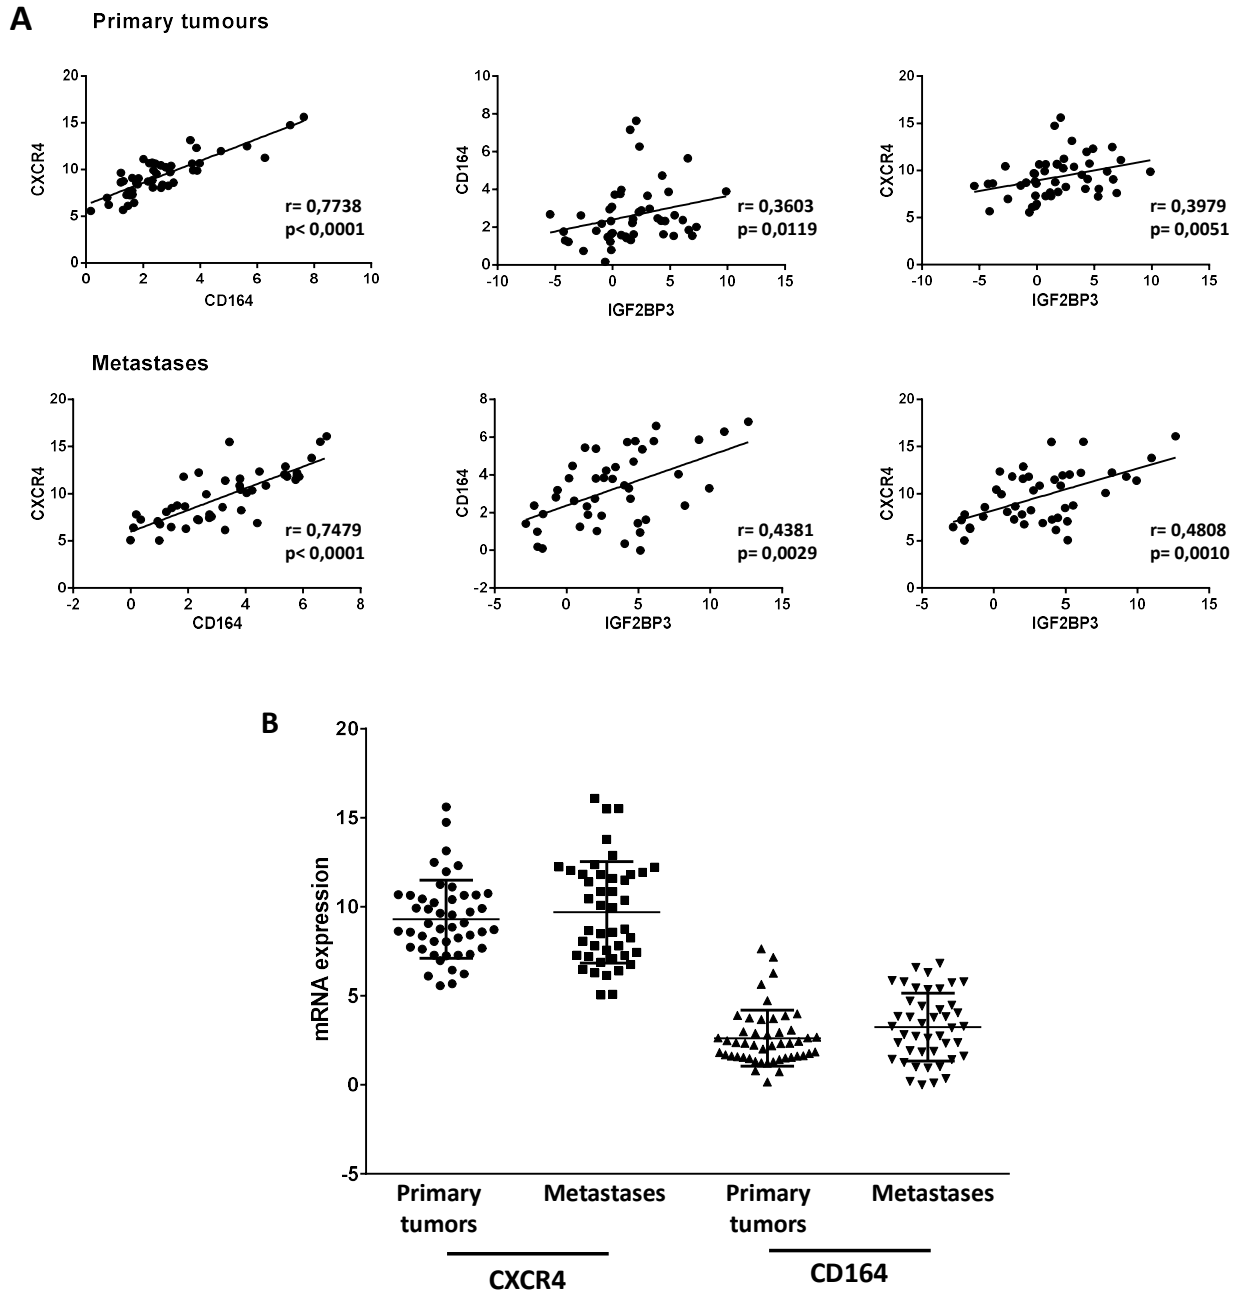 A
Primary tumours
20
15
10
5
0
CXCR4
0 2 4 6 8 10
CD164
r= 0,7738
p< 0,0001
10
8
6
4
2
0
CD164
-10 -5 0 5 10 15
IGF2BP3
r= 0,3603
p= 0,0119
20
15
10
5
0
CXCR4
-10 -5 0 5 10 15
IGF2BP3
r= 0,3979
p= 0,0051
Metastases
20
15
10
5
0
CXCR4
-2 0 2 4 6 8
CD164
r= 0,7479
p< 0,0001
8
6
4
2
0
-2
CD164
-5 0 5 10 15
IGF2BP3
r= 0,4381
p= 0,0029
20
15
10
5
0
CXCR4
-5 0 5 10 15
IGF2BP3
r= 0,4808
p= 0,0010
B
20
15
10
5
0
-5
mRNA expression
Primary Metastases Primary Metastases
tumors tumors
CXCR4 CD164